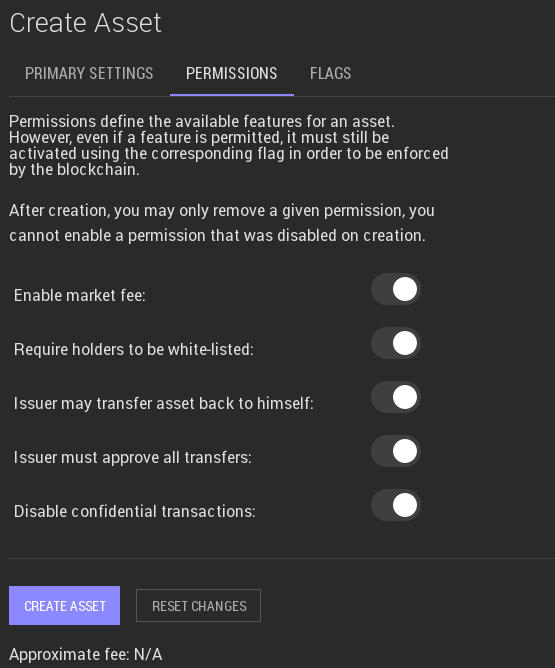 Create Asset
PRIMARY SETTINGS PERMISSIONS FLAGS
Permissions define the available features for an asset.
However, even if a feature is permitted, it must still be
activated using the corresponding flag in order to be enforced
by the blockchain.
After creation, you may only remove a given permission, you
cannot enable a permission that was disabled on creation.
Enable market fee:
Require holders to be white-listed:
Issuer may transfer asset back to himself:
Issuer must approve all transfers:
Disable confidential transactions:
CREATE ASSET RESET CHANGES
Approximate fee: N/A